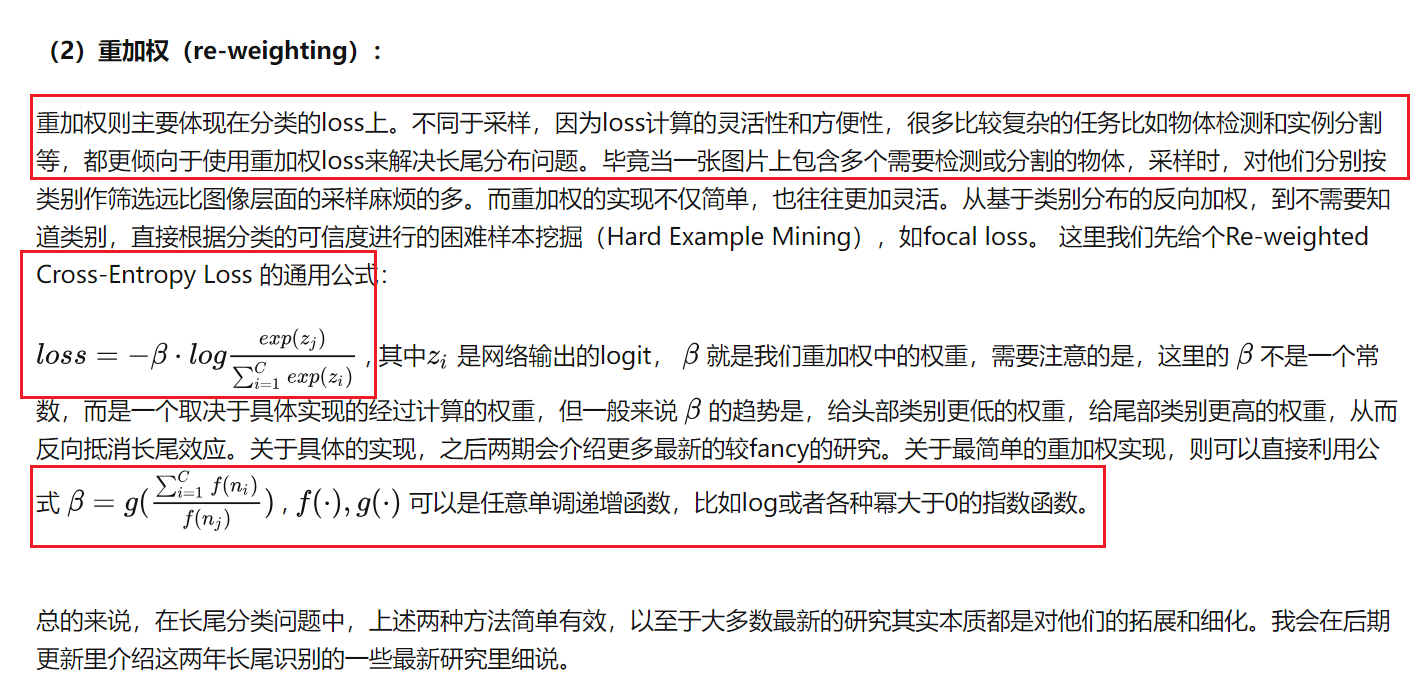 （2）重加权（re-weighting）：
重加权则主要体现在分类的loss上。不同于采样，因为loss计算的灵活性和方便性，很多比较复杂的任务比如物体检测和实例分割
等，都更倾向于使用重加权loss来解决长尾分布问题。毕竟当一张图片上包含多个需要检测或分割的物体，采样时，对他们分别按
类别作筛选远比图像层面的采样麻烦的多。而重加权的实现不仅简单，也往往更加灵活。从基于类别分布的反向加权，到不需要知
道类别，直接根据分类的可信度进行的困难样本挖掘（Hard Example Mining），如focal loss。 这里我们先给个Re-weighted
Cross-Entropy Loss 的通用公式：
$loss = -\beta \cdot log \frac{exp(z_j)}{\sum_{i=1}^{C} exp(z_i)}$ , 其中$z_i$ 是网络输出的logit， $\beta$ 就是我们重加权中的权重，需要注意的是，这里的 $\beta$ 不是一个常
数，而是一个取决于具体实现的经过计算的权重，但一般来说 $\beta$ 的趋势是，给头部类别更低的权重，给尾部类别更高的权重，从而
反向抵消长尾效应。关于具体的实现，之后两期会介绍更多最新的较fancy的研究。关于最简单的重加权实现，则可以直接利用公
式 $\beta = g(\frac{\sum_{i=1}^{C} f(n_i)}{f(n_j)})$ , $f(\cdot), g(\cdot)$ 可以是任意单调递增函数，比如log或者各种幂大于0的指数函数。
总的来说，在长尾分类问题中，上述两种方法简单有效，以至于大多数最新的研究其实本质都是对他们的拓展和细化。我会在后期
更新里介绍这两年长尾识别的一些最新研究里细说。